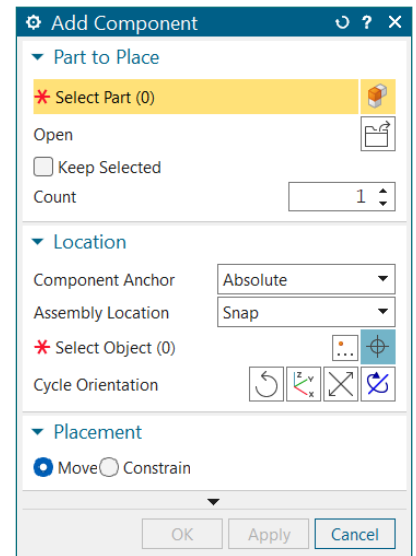 Add Component
Part to Place
Select Part (0)
Open
Keep Selected
Count 1
Location
Component Anchor Absolute
Assembly Location Snap
Select Object (0)
Cycle Orientation
Placement
Move Constrain
OK Apply Cancel